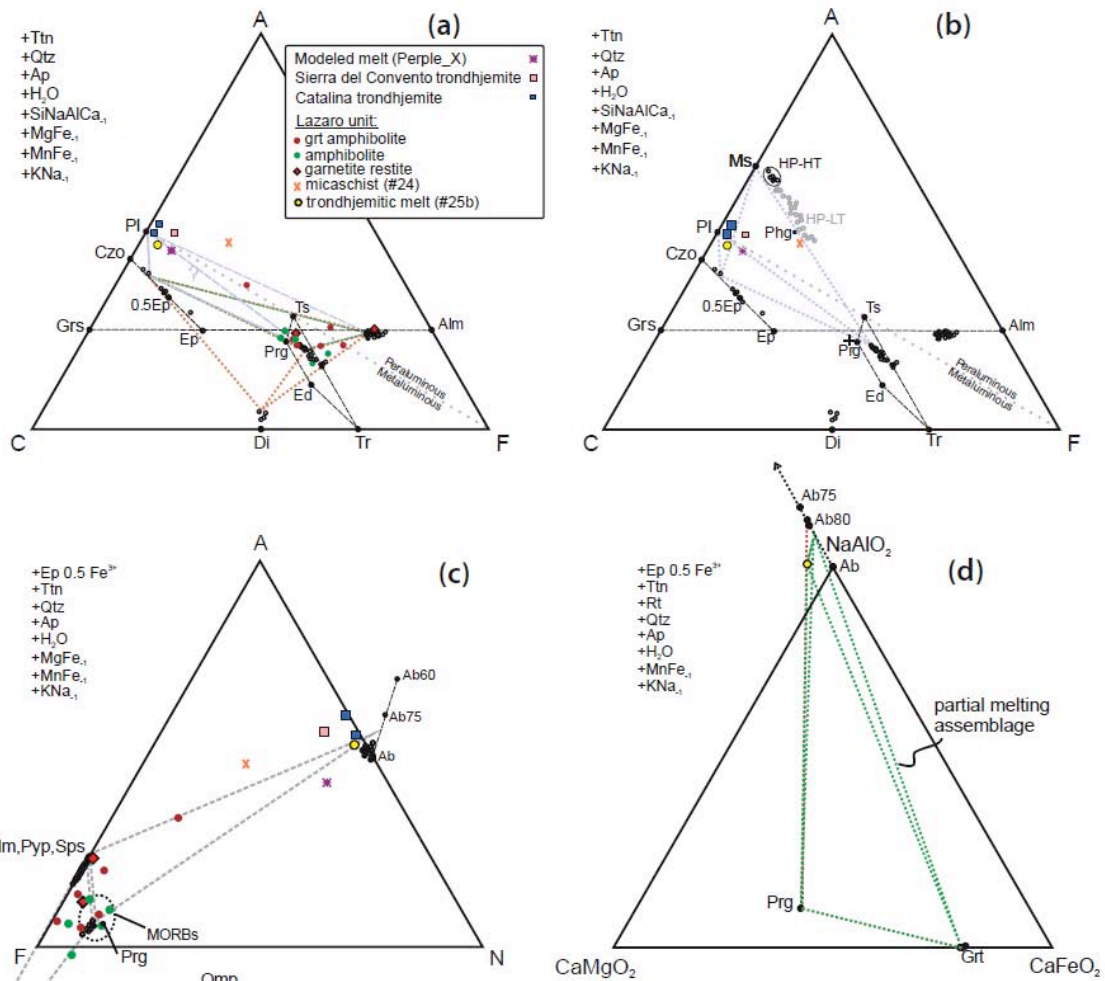 (a)
A
+Ttn
+Qtz
+Ap
+H₂O
+SiNaAlCa₋₁
+MgFe₋₁
+MnFe₋₁
+KNa₋₁
Modeled melt (Perple_X)
Sierra del Convento trondhjemite
Catalina trondhjemite
Lazaro unit:
grt amphibolite
amphibolite
garnetite restite
micaschist (#24)
trondhjemitic melt (#25b)
Pl
Czo
0.5Ep
Ts
Grs
Ep
Prg
Alm
Ed
Peraluminous
Metaluminous
C
Di
Tr
F
(b)
A
+Ttn
+Qtz
+Ap
+H₂O
+SiNaAlCa₋₁
+MgFe₋₁
+MnFe₋₁
+KNa₋₁
Ms
HP-HT
HP-LT
Phg
Pl
Czo
0.5Ep
Ts
Grs
Ep
Prg
Alm
Ed
Peraluminous
Metaluminous
C
Di
Tr
F
(c)
A
+Ep 0.5 Fe³⁺
+Ttn
+Qtz
+Ap
+H₂O
+MgFe₋₁
+MnFe₋₁
+KNa₋₁
Ab60
Ab75
Ab
lm,Pyp,Sps
MORBs
F
Prg
N
Omp
(d)
Ab75
Ab80
NaAlO₂
Ab
+Ep 0.5 Fe³⁺
+Ttn
+Rt
+Qtz
+Ap
+H₂O
+MnFe₋₁
+KNa₋₁
partial melting
assemblage
Prg
Grt
CaMgO₂
CaFeO₂